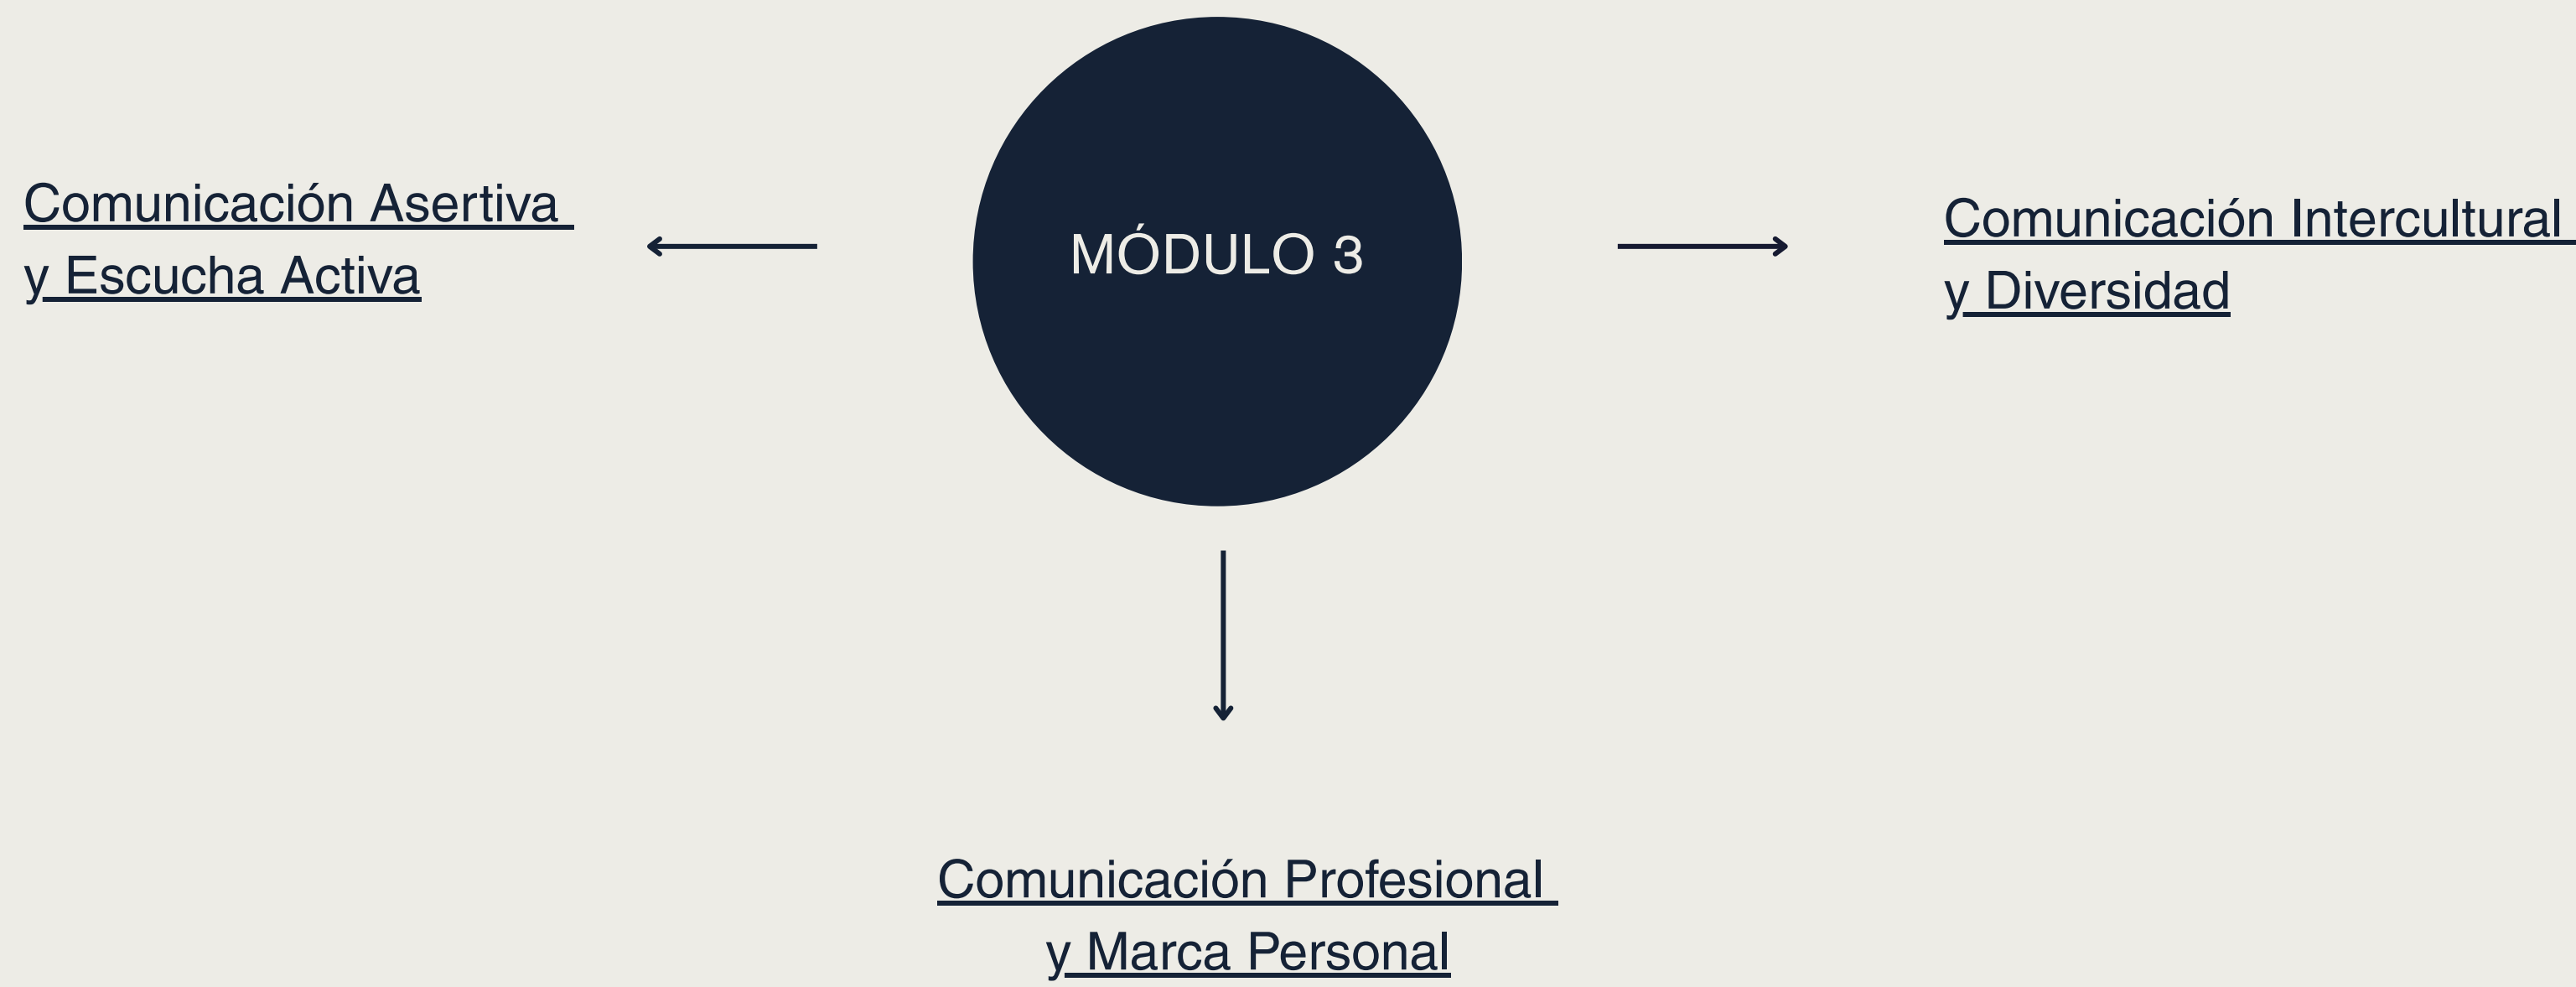 Comunicación Asertiva
y Escucha Activa
MÓDULO 3
Comunicación Intercultural
y Diversidad
Comunicación Profesional
y Marca Personal